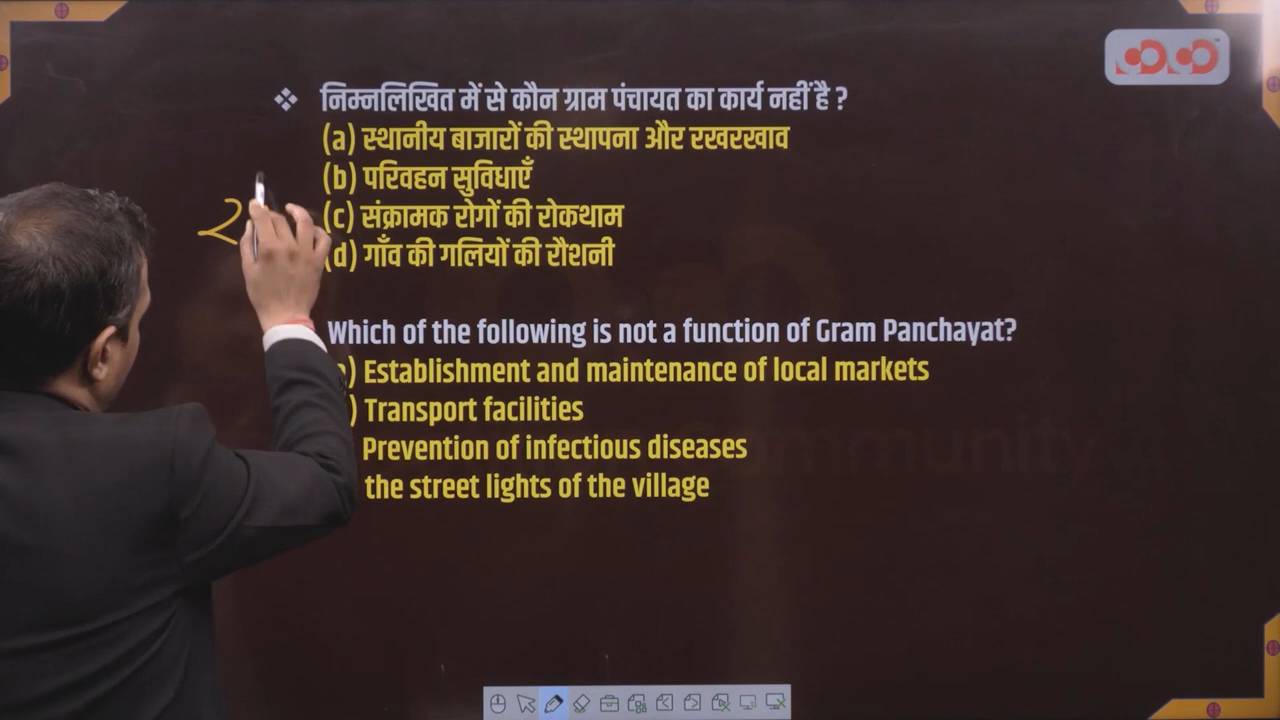 ❖ निम्नलिखित में से कौन ग्राम पंचायत का कार्य नहीं है ?
(a) स्थानीय बाजारों की स्थापना और रखरखाव
(b) परिवहन सुविधाएँ
2
(c) संक्रामक रोगों की रोकथाम
d) गाँव की गलियों की रौशनी
Which of the following is not a function of Gram Panchayat?
) Establishment and maintenance of local markets
) Transport facilities
Prevention of infectious diseases
the street lights of the village